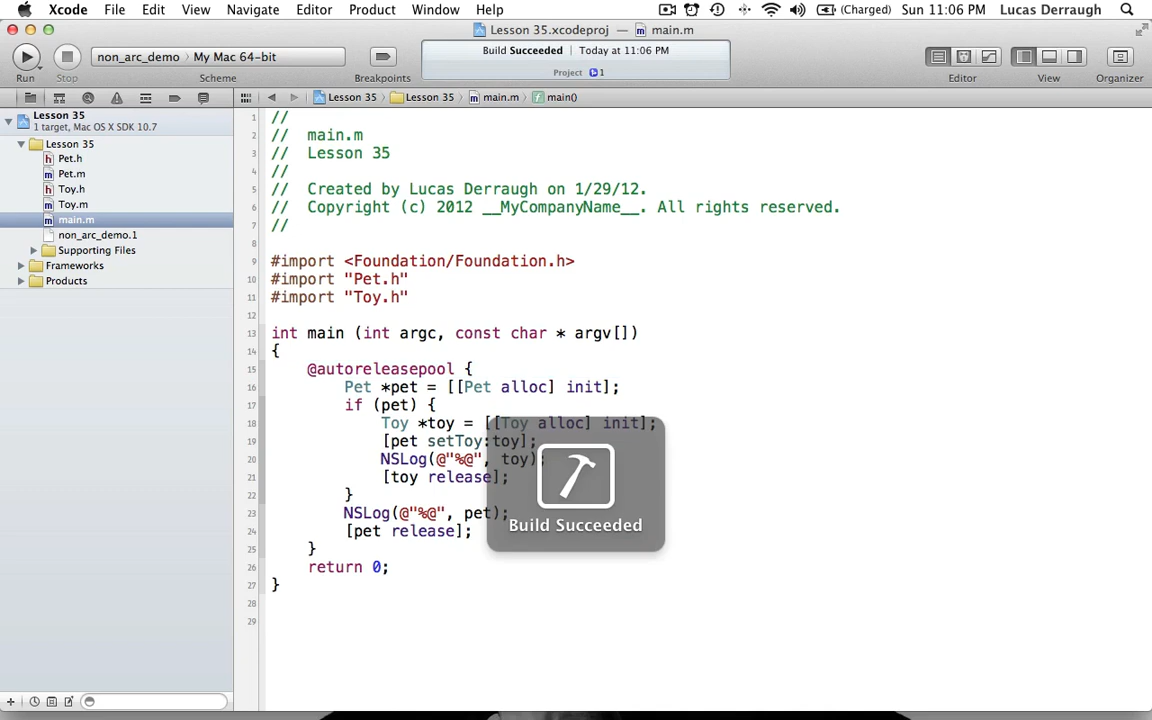 Xcode File Edit View Navigate Editor Product Window Help (Charged) Sun 11:06 PM Lucas Derraugh
Lesson 35.xcodeproj — main.m
non_arc_demo My Mac 64-bit
Build Succeeded | Today at 11:06 PM
Project 1
Run Stop Scheme Breakpoints Editor View Organizer
Lesson 35 Lesson 35 main.m main()
Lesson 35
1 target, Mac OS X SDK 10.7
Lesson 35
Pet.h
Pet.m
Toy.h
Toy.m
main.m
non_arc_demo.1
Supporting Files
Frameworks
Products
1 //
2 // main.m
3 // Lesson 35
4 //
5 // Created by Lucas Derraugh on 1/29/12.
6 // Copyright (c) 2012 __MyCompanyName__. All rights reserved.
7 //
8
9 #import <Foundation/Foundation.h>
10 #import "Pet.h"
11 #import "Toy.h"
12
13 int main (int argc, const char * argv[])
14 {
15 @autoreleasepool {
16 Pet *pet = [[Pet alloc] init];
17 if (pet) {
18 Toy *toy = [[Toy alloc] init];
19 [pet setToy:toy];
20 NSLog(@"%@", toy);
21 [toy release];
22 }
23 NSLog(@"%@", pet);
24 [pet release];
25 }
26 return 0;
27 }
28
29
Build Succeeded